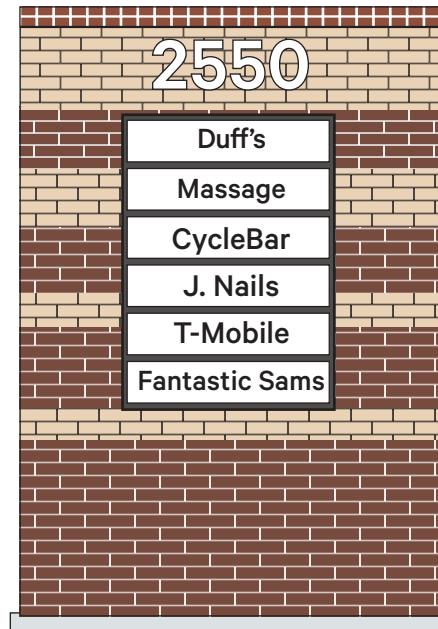 2550
Duff's
Massage
CycleBar
J. Nails
T-Mobile
Fantastic Sams